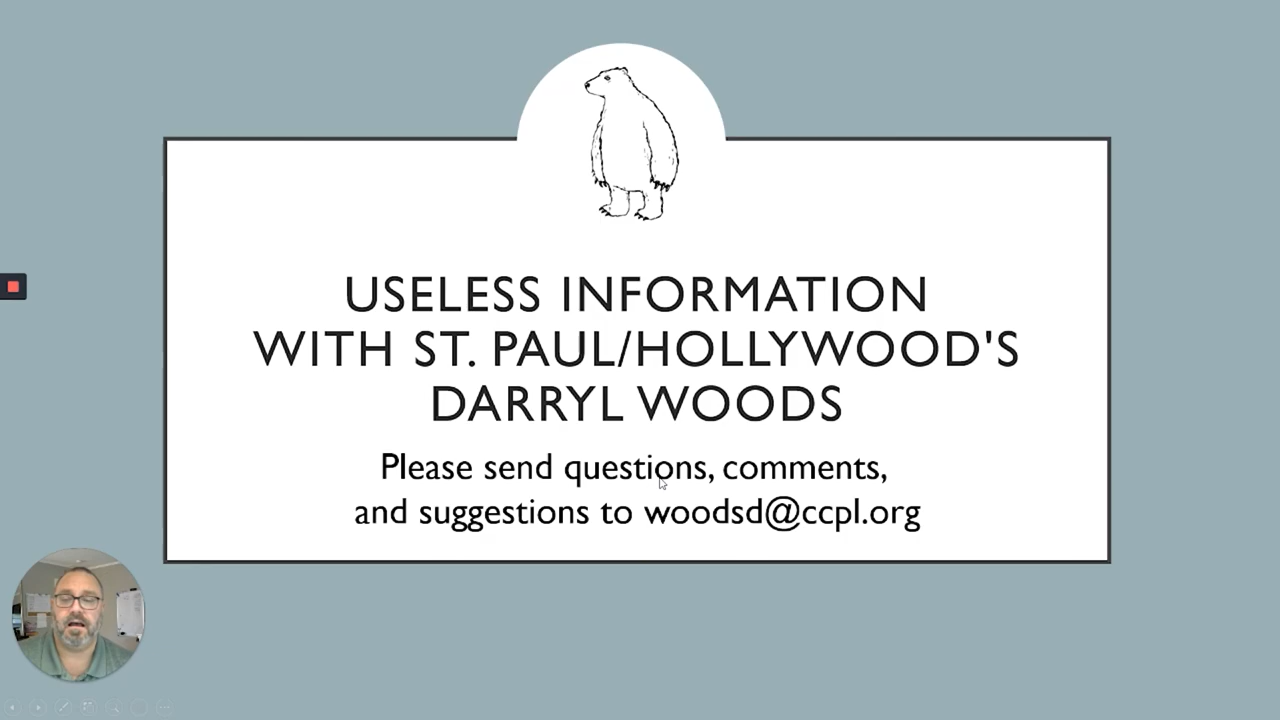 USELESS INFORMATION
WITH ST. PAUL/HOLLYWOOD'S
DARRYL WOODS
Please send questions, comments,
and suggestions to woodsd@ccpl.org